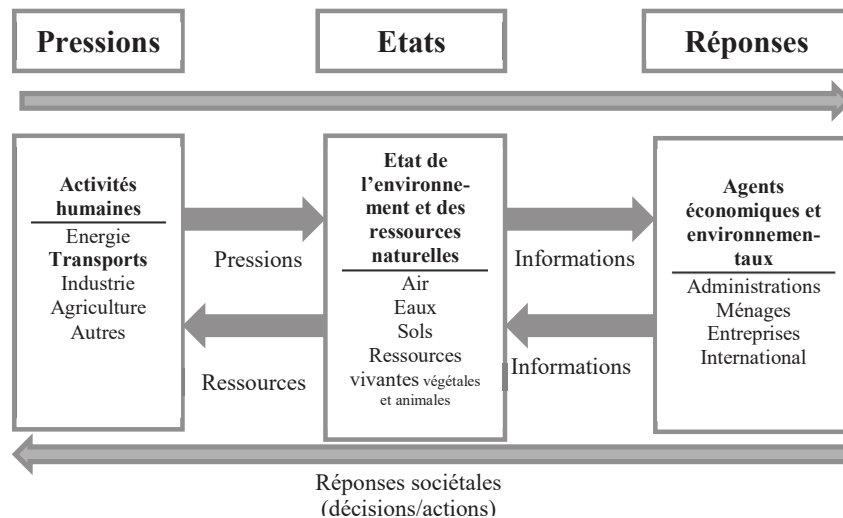 Pressions
Etats
Réponses
Activités
humaines
Energie
Transports
Industrie
Agriculture
Autres
Pressions
Ressources
Etat de
l'environne-
ment et des
ressources
naturelles
Air
Eaux
Sols
Ressources
vivantes végétales
et animales
Informations
Informations
Agents
économiques et
environnemen-
taux
Administrations
Ménages
Entreprises
International
Réponses sociétales
(décisions/actions)